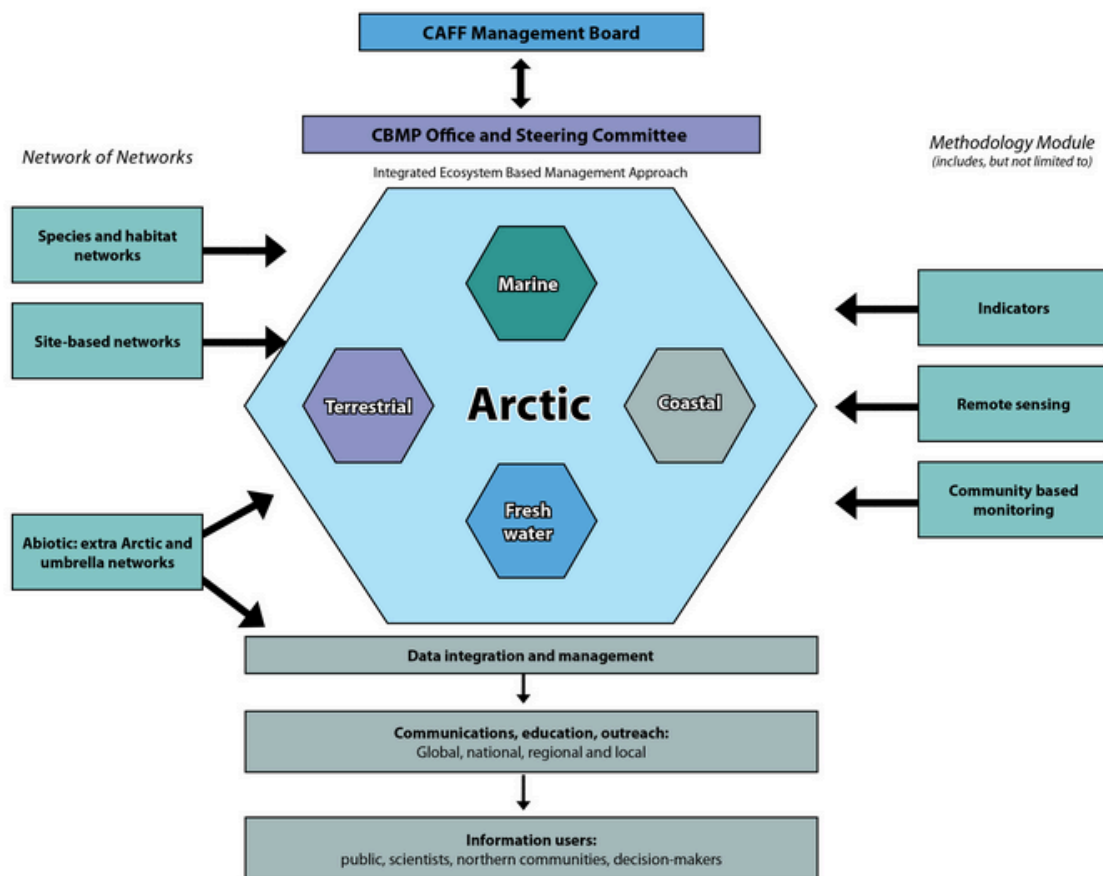 CAFF Management Board
CBMP Office and Steering Committee
Integrated Ecosystem Based Management Approach
Network of Networks
Species and habitat
networks
Site-based networks
Abiotic: extra Arctic and
umbrella networks
Marine
Terrestrial
Arctic
Coastal
Fresh
water
Methodology Module
(includes, but not limited to)
Indicators
Remote sensing
Community based
monitoring
Data integration and management
Communications, education, outreach:
Global, national, regional and local
Information users:
public, scientists, northern communities, decision-makers